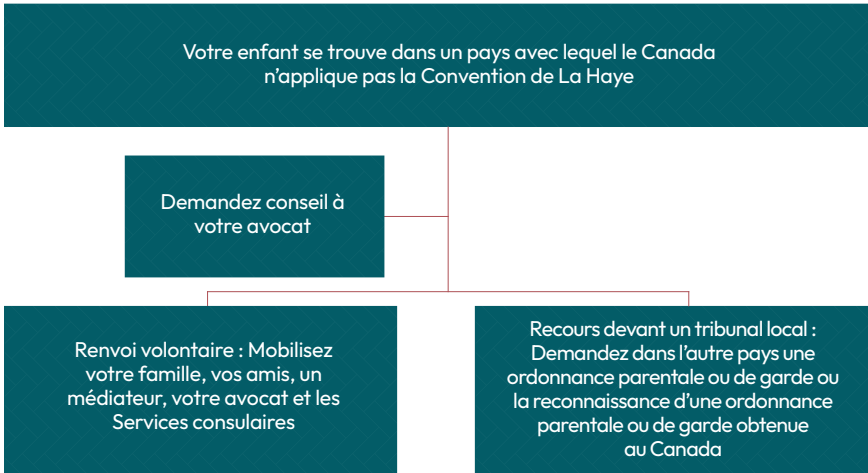 Votre enfant se trouve dans un pays avec lequel le Canada
n’applique pas la Convention de La Haye
Demandez conseil à
votre avocat
Renvoi volontaire : Mobilisez
votre famille, vos amis, un
médiateur, votre avocat et les
Services consulaires
Recours devant un tribunal local :
Demandez dans l’autre pays une
ordonnance parentale ou de garde ou
la reconnaissance d’une ordonnance
parentale ou de garde obtenue
au Canada